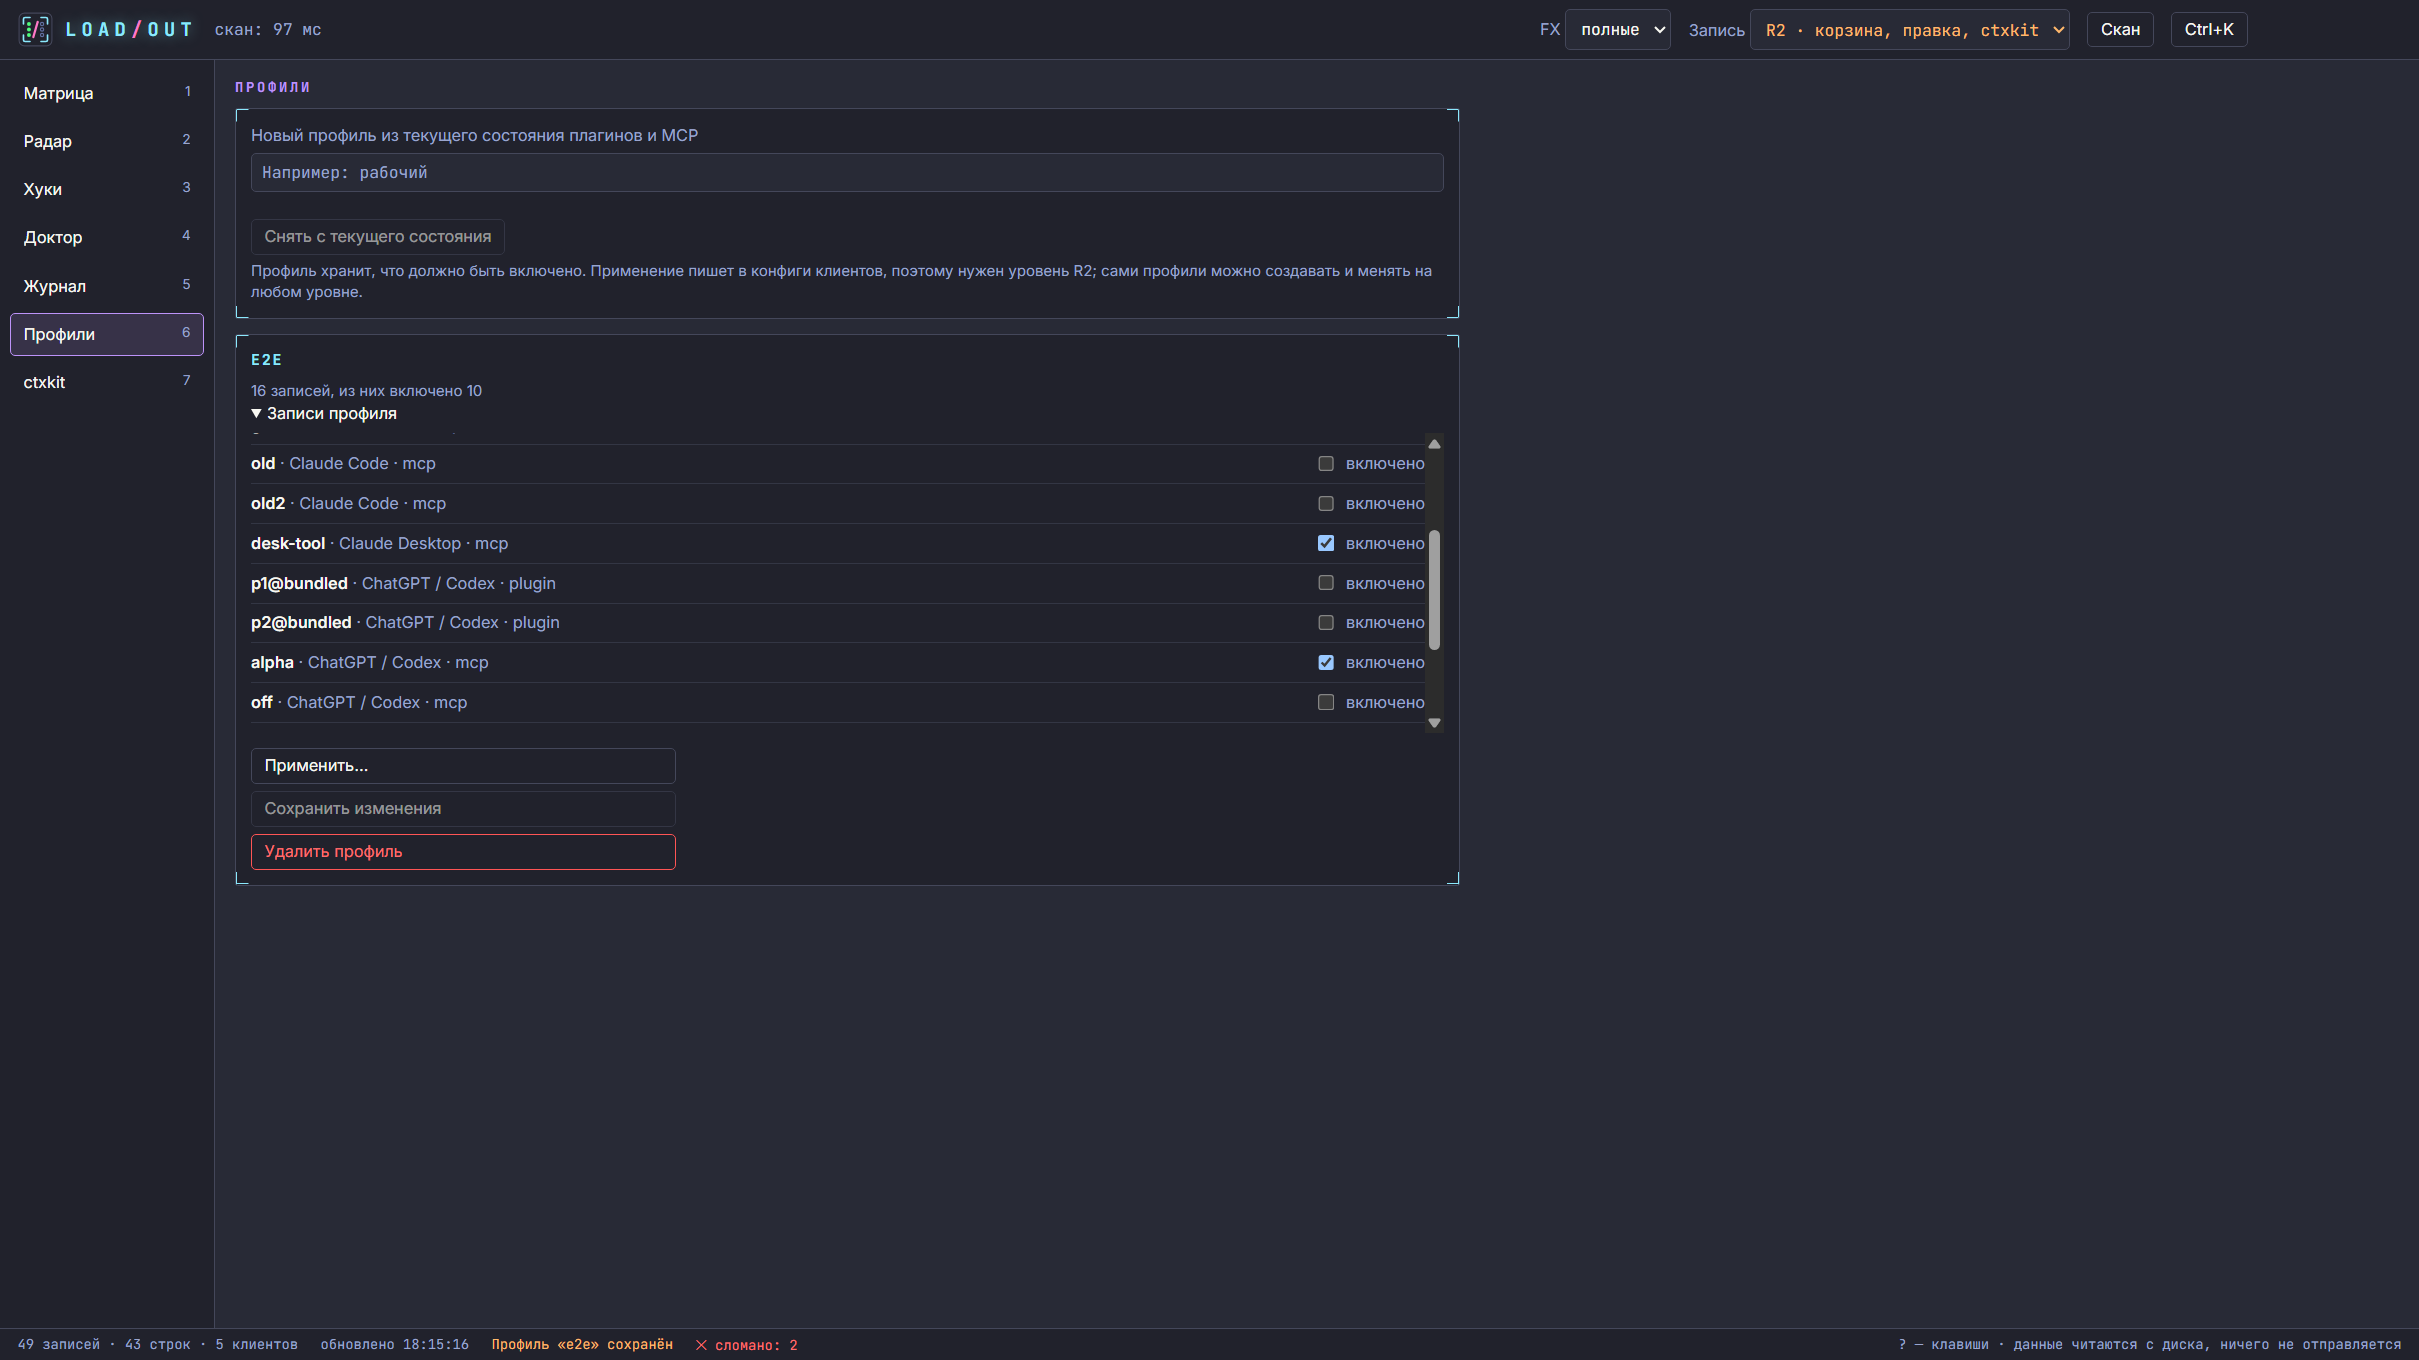 LOAD/OUT скан: 97 мс FX полные Запись R2 · корзина, правка, ctxkit Скан Ctrl+K
Матрица 1
Радар 2
Хуки 3
Доктор 4
Журнал 5
Профили 6
ctxkit 7
ПРОФИЛИ
Новый профиль из текущего состояния плагинов и MCP
Например: рабочий
Снять с текущего состояния
Профиль хранит, что должно быть включено. Применение пишет в конфиги клиентов, поэтому нужен уровень R2; сами профили можно создавать и менять на
любом уровне.
E2E
16 записей, из них включено 10
▼ Записи профиля
old · Claude Code · mcp включено
old2 · Claude Code · mcp включено
desk-tool · Claude Desktop · mcp включено
p1@bundled · ChatGPT / Codex · plugin включено
p2@bundled · ChatGPT / Codex · plugin включено
alpha · ChatGPT / Codex · mcp включено
off · ChatGPT / Codex · mcp включено
Применить...
Сохранить изменения
Удалить профиль
49 записей · 43 строк · 5 клиентов обновлено 18:15:16 Профиль «e2e» сохранён × сломано: 2 ? — клавиши · данные читаются с диска, ничего не отправляется